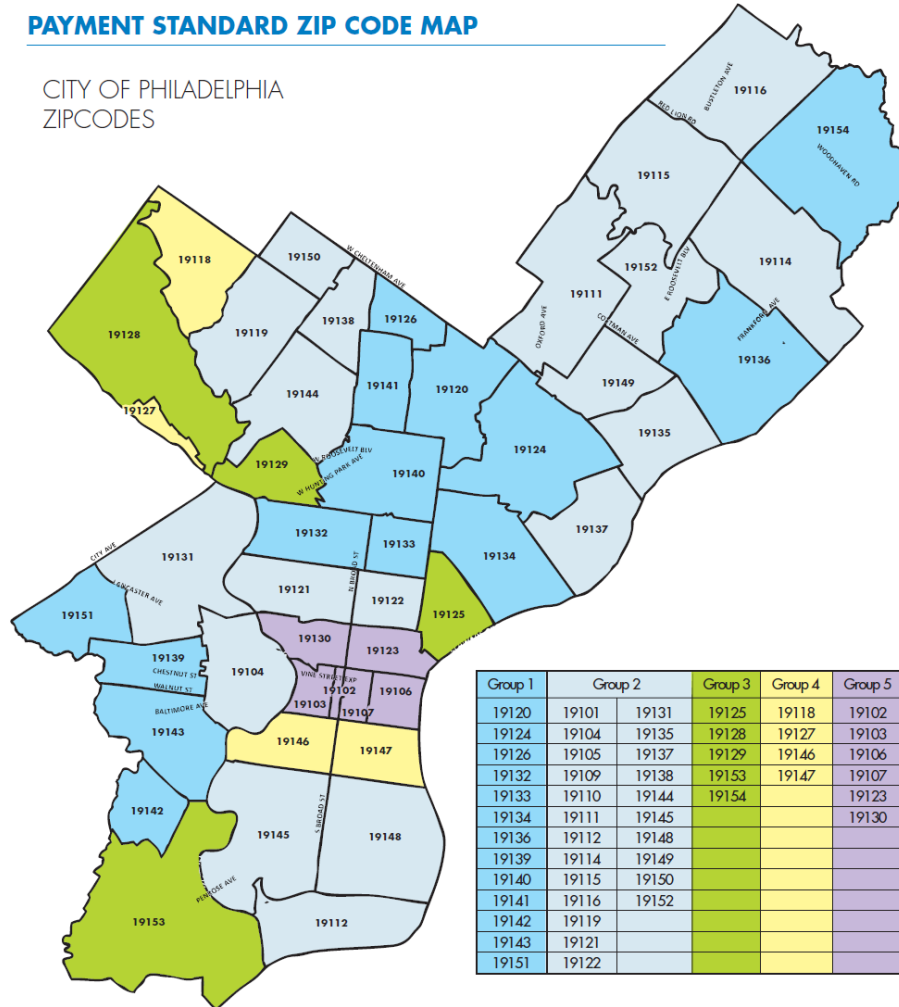 PAYMENT STANDARD ZIP CODE MAP
CITY OF PHILADELPHIA
ZIPCODES
BUSTLETON AVE
19116
RED LION RD
19154
WOODHAVEN RD
19115
19118
19150
W CHELTENHAM AVE
19152
E ROOSEVELT BLV
19114
19111
19128
19119
19138
19126
OXFORD AVE
COTTMAN AVE
FRANKFORD AVE
19136
19144
19141
19120
19149
19127
19135
19129
W ROOSEVELT BLV
W HUNTING PARK AVE
19140
19124
19132
19133
19134
19137
CITY AVE
19131
N BROAD ST
LANCASTER AVE
19121
19122
19151
19125
19130
19123
19139
CHESTNUT ST
19104
VINE STREET EXP
WALNUT ST
19102
19106
19103
19107
BALTIMORE AVE
19143
19146
19147
19142
19145
S BROAD ST
19148
PENROSE AVE
19153
19112
Group 1 Group 2 Group 3 Group 4 Group 5
19120 19101 19131 19125 19118 19102
19124 19104 19135 19128 19127 19103
19126 19105 19137 19129 19146 19106
19132 19109 19138 19153 19147 19107
19133 19110 19144 19154 19123
19134 19111 19145 19130
19136 19112 19148
19139 19114 19149
19140 19115 19150
19141 19116 19152
19142 19119
19143 19121
19151 19122